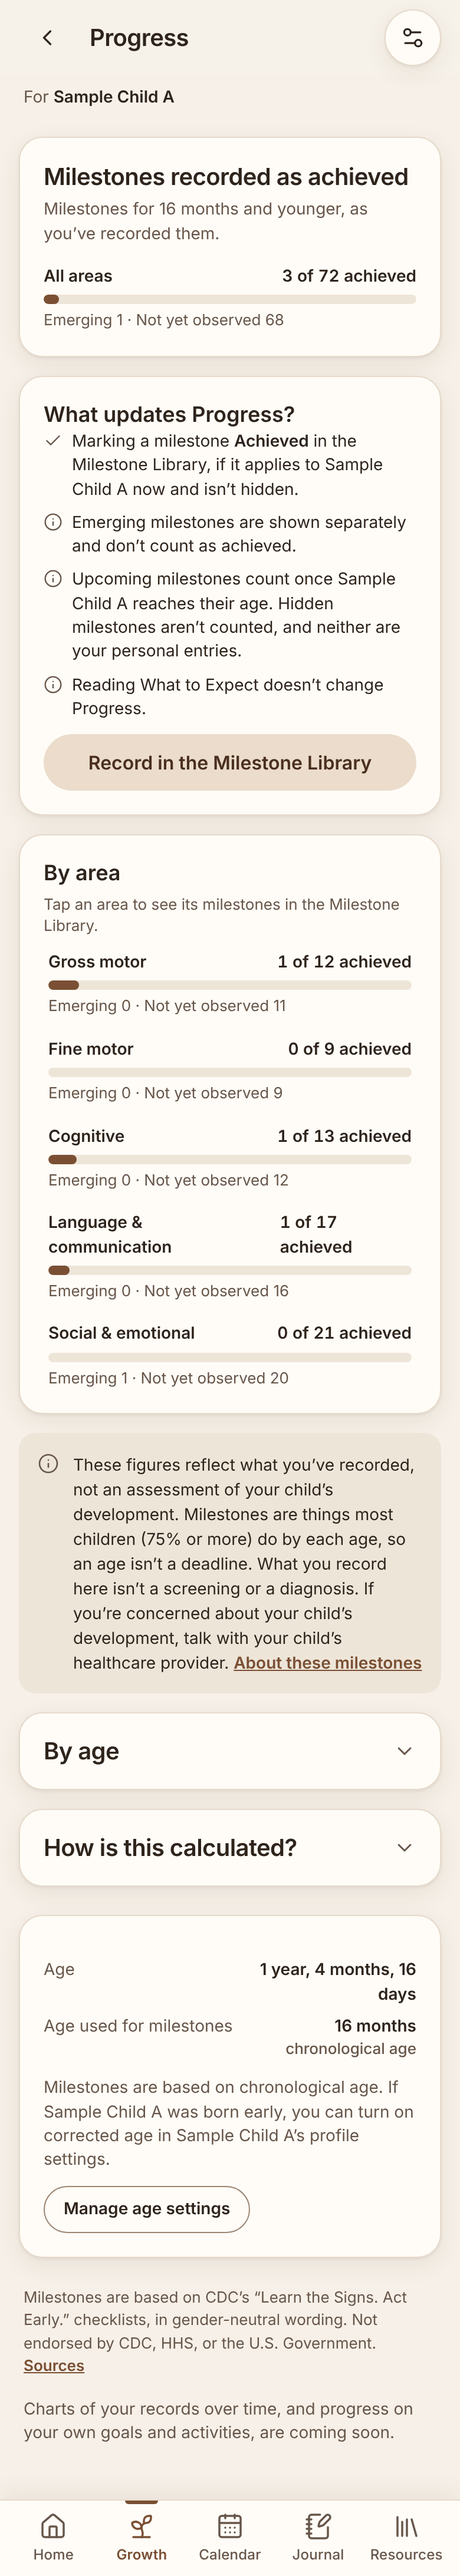 Progress
For Sample Child A
Milestones recorded as achieved
Milestones for 16 months and younger, as
you’ve recorded them.
All areas 3 of 72 achieved
Emerging 1 · Not yet observed 68
What updates Progress?
Marking a milestone Achieved in the
Milestone Library, if it applies to Sample
Child A now and isn’t hidden.
Emerging milestones are shown separately
and don’t count as achieved.
Upcoming milestones count once Sample
Child A reaches their age. Hidden
milestones aren’t counted, and neither are
your personal entries.
Reading What to Expect doesn’t change
Progress.
Record in the Milestone Library
By area
Tap an area to see its milestones in the Milestone
Library.
Gross motor 1 of 12 achieved
Emerging 0 · Not yet observed 11
Fine motor 0 of 9 achieved
Emerging 0 · Not yet observed 9
Cognitive 1 of 13 achieved
Emerging 0 · Not yet observed 12
Language & 1 of 17
communication achieved
Emerging 0 · Not yet observed 16
Social & emotional 0 of 21 achieved
Emerging 1 · Not yet observed 20
These figures reflect what you’ve recorded,
not an assessment of your child’s
development. Milestones are things most
children (75% or more) do by each age, so
an age isn’t a deadline. What you record
here isn’t a screening or a diagnosis. If
you’re concerned about your child’s
development, talk with your child’s
healthcare provider. About these milestones
By age
How is this calculated?
Age 1 year, 4 months, 16
days
Age used for milestones 16 months
chronological age
Milestones are based on chronological age. If
Sample Child A was born early, you can turn on
corrected age in Sample Child A’s profile
settings.
Manage age settings
Milestones are based on CDC’s “Learn the Signs. Act
Early.” checklists, in gender-neutral wording. Not
endorsed by CDC, HHS, or the U.S. Government.
Sources
Charts of your records over time, and progress on
your own goals and activities, are coming soon.
Home Growth Calendar Journal Resources